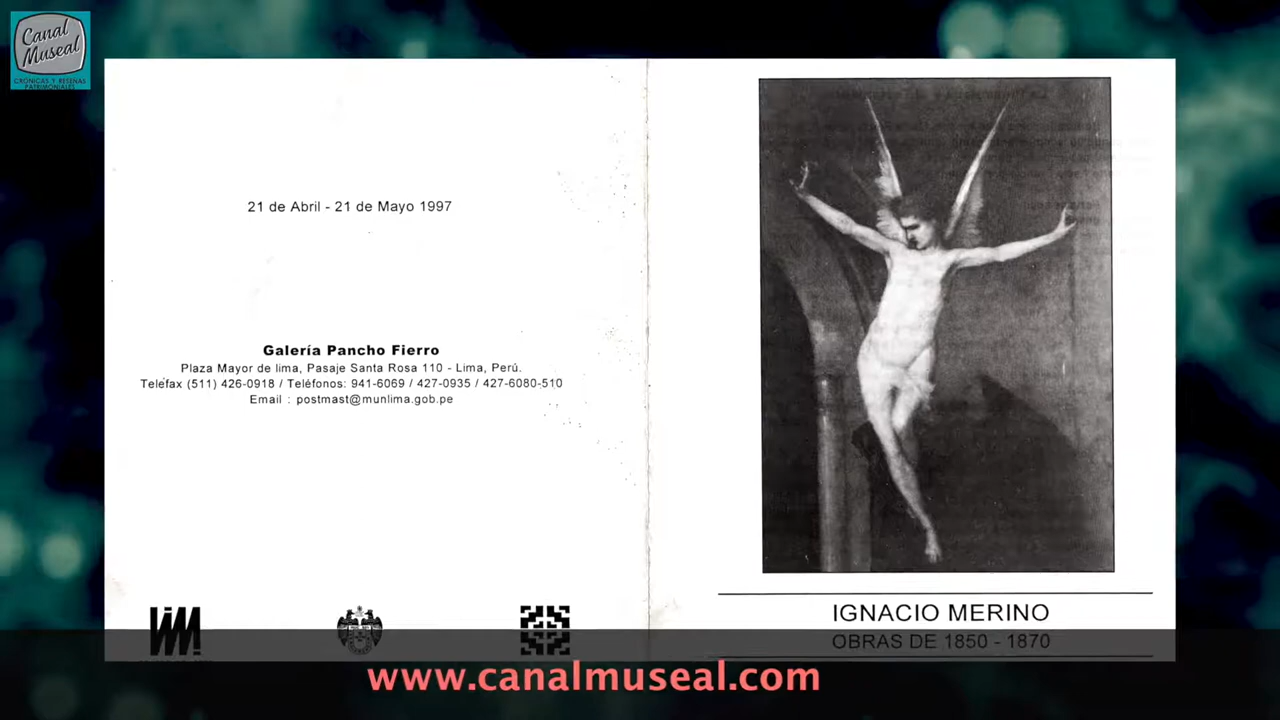 Canal
Museal
CRÓNICAS Y RESEÑAS
PATRIMONIALES
21 de Abril - 21 de Mayo 1997
Galería Pancho Fierro
Plaza Mayor de lima, Pasaje Santa Rosa 110 - Lima, Perú.
Telefax (511) 426-0918 / Teléfonos: 941-6069 / 427-0935 / 427-6080-510
Email : postmast@munlima.gob.pe
IGNACIO MERINO
OBRAS DE 1850 - 1870
www.canalmuseal.com